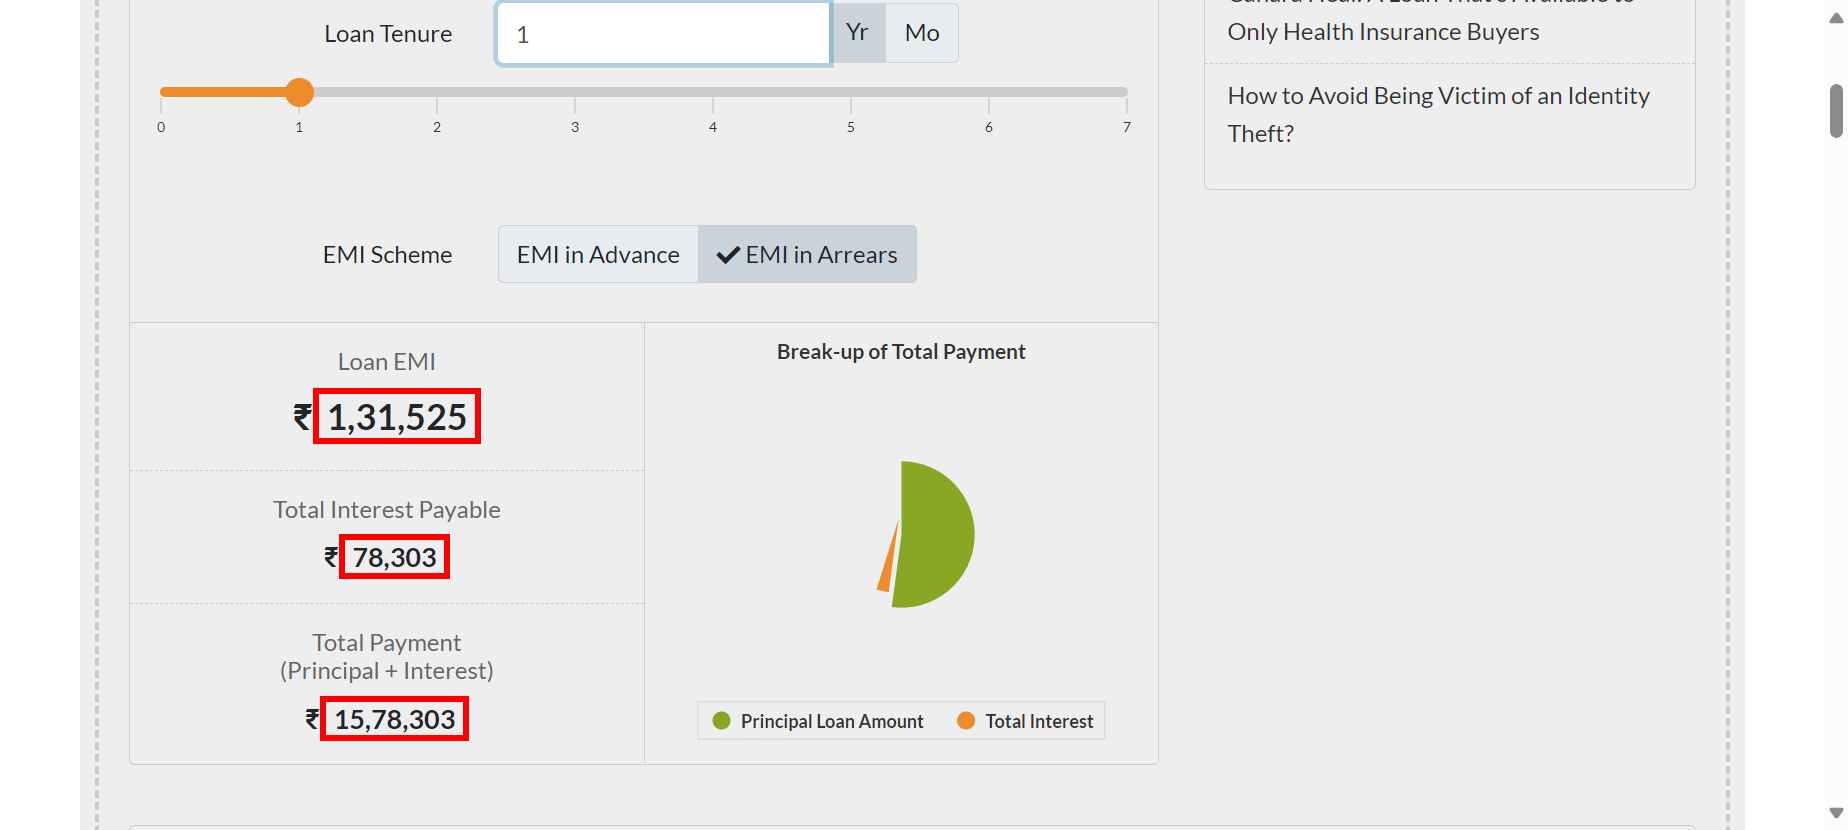 Loan Tenure
1
Yr
Mo
0 1 2 3 4 5 6 7
EMI Scheme
EMI in Advance
EMI in Arrears
Loan EMI
₹ 1,31,525
Total Interest Payable
₹ 78,303
Total Payment
(Principal + Interest)
₹ 15,78,303
Break-up of Total Payment
Principal Loan Amount
Total Interest
Only Health Insurance Buyers
How to Avoid Being Victim of an Identity
Theft?